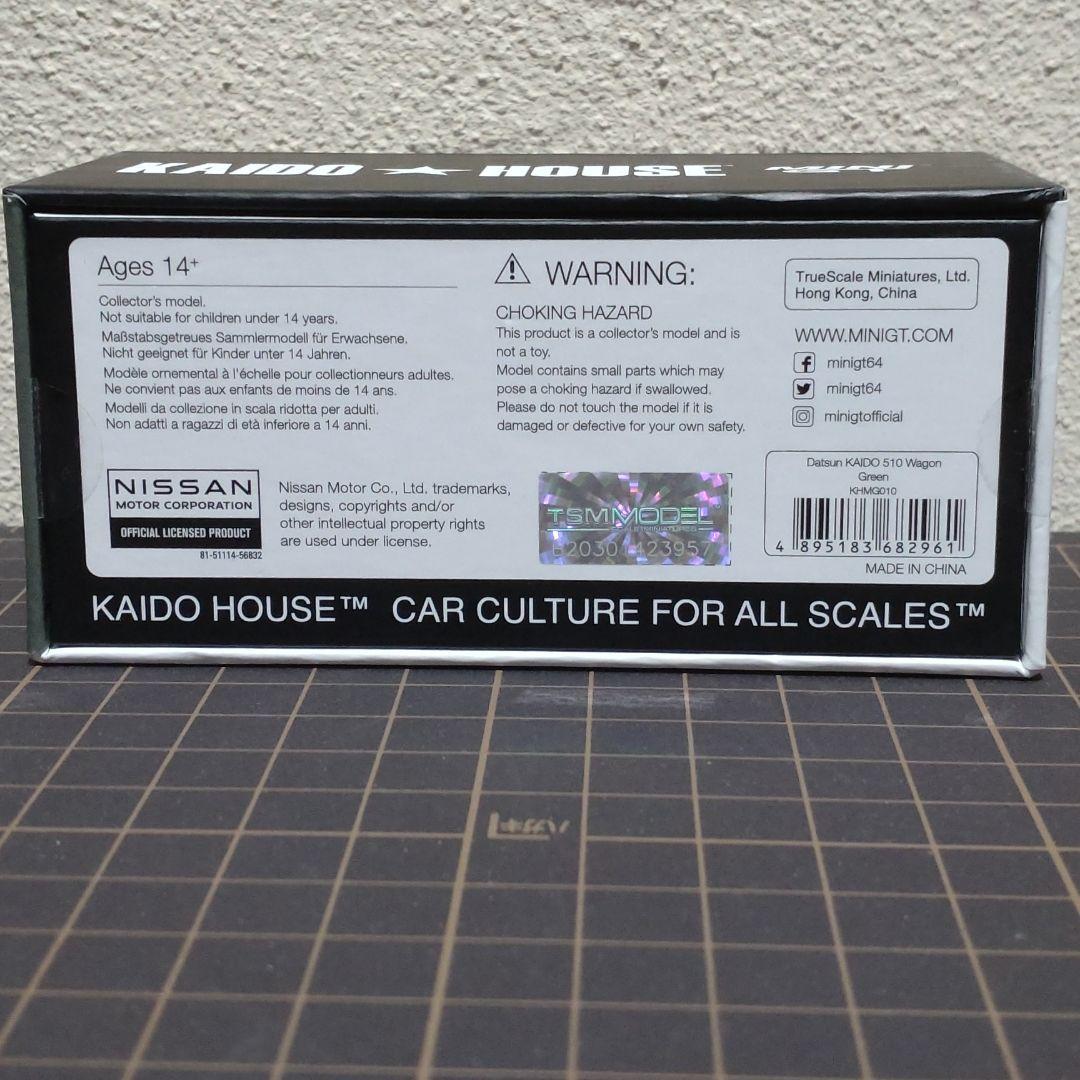 KAIDO ★ HOUSE MINI
Ages 14+
Collector's model.
Not suitable for children under 14 years.
Maßstabsgetreues Sammlermodell für Erwachsene.
Nicht geeignet für Kinder unter 14 Jahren.
Modèle ornemental à l'échelle pour collectionneurs adultes.
Ne convient pas aux enfants de moins de 14 ans.
Modelli da collezione in scala ridotta per adulti.
Non adatti a ragazzi di età inferiore a 14 anni.
NISSAN
MOTOR CORPORATION
OFFICIAL LICENSED PRODUCT
81-51114-56832
Nissan Motor Co., Ltd. trademarks,
designs, copyrights and/or
other intellectual property rights
are used under license.
⚠ WARNING:
CHOKING HAZARD
This product is a collector's model and is
not a toy.
Model contains small parts which may
pose a choking hazard if swallowed.
Please do not touch the model if it is
damaged or defective for your own safety.
TSMMODEL
TrueScale Miniatures, Ltd.
Hong Kong, China
WWW.MINIGT.COM
minigt64
minigt64
minigtofficial
Datsun KAIDO 510 Wagon
Green
KHMG010
4 895183 682961
MADE IN CHINA
KAIDO HOUSE™ CAR CULTURE FOR ALL SCALES™